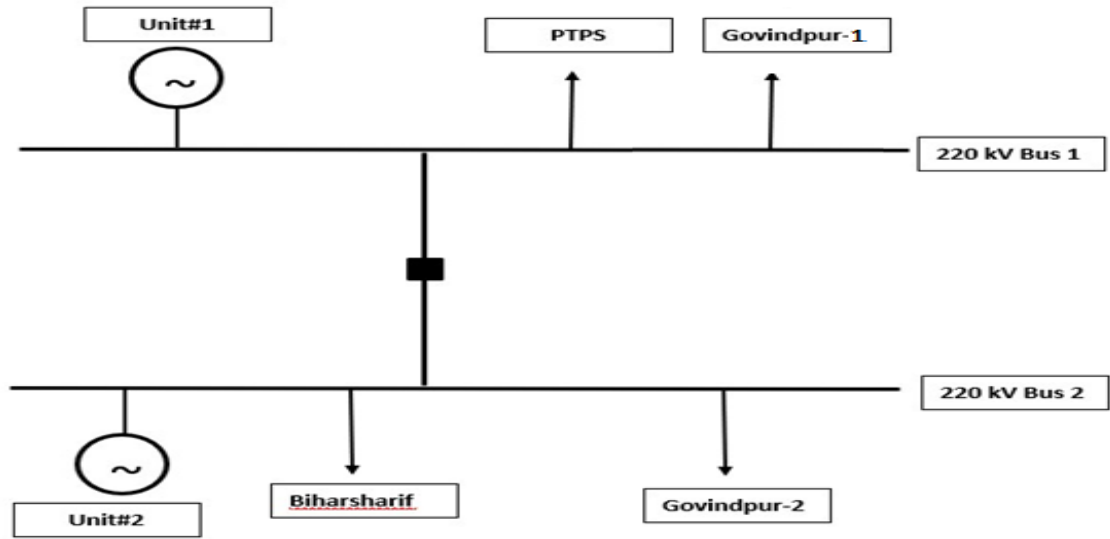 Unit#1
PTPS
Govindpur-1
220 kV Bus 1
220 kV Bus 2
Biharsharif
Govindpur-2
Unit#2